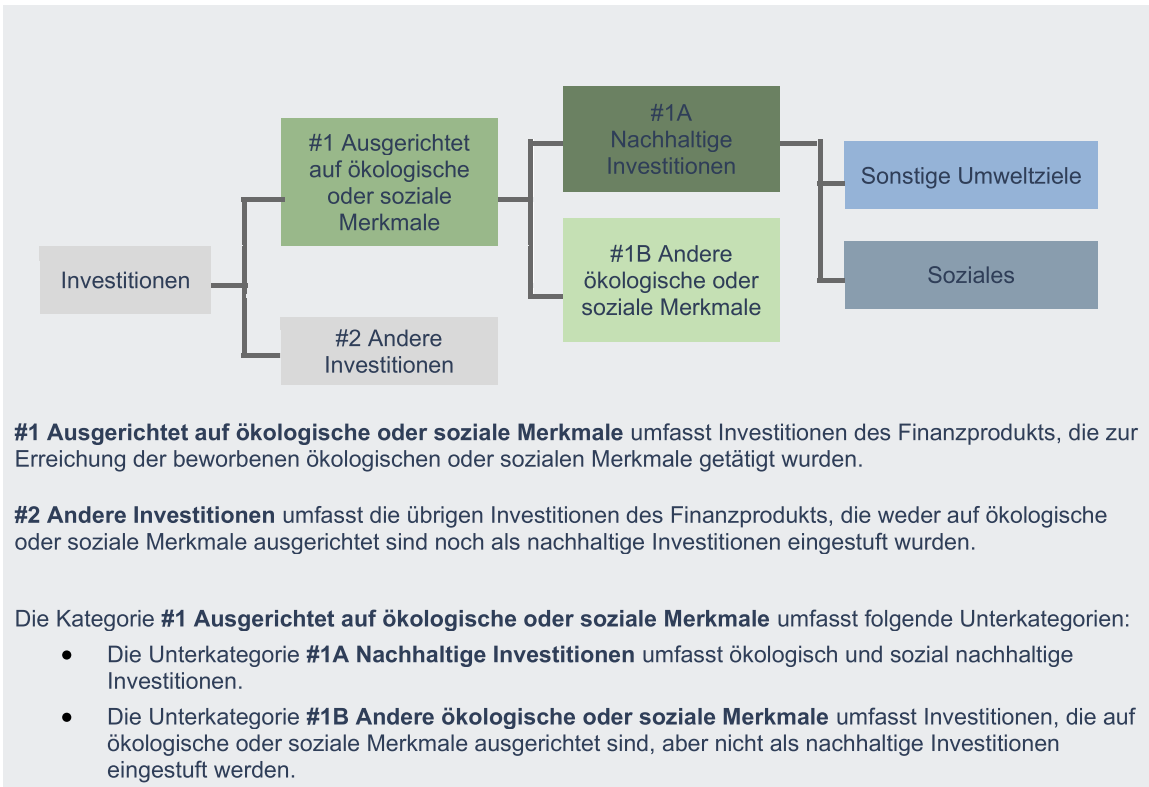 #1A
Nachhaltige
Investitionen
#1 Ausgerichtet
auf ökologische
oder soziale
Merkmale
Sonstige Umweltziele
#1B Andere
ökologische oder
soziale Merkmale
Investitionen
Soziales
#2 Andere
Investitionen
#1 Ausgerichtet auf ökologische oder soziale Merkmale umfasst Investitionen des Finanzprodukts, die zur
Erreichung der beworbenen ökologischen oder sozialen Merkmale getätigt wurden.
#2 Andere Investitionen umfasst die übrigen Investitionen des Finanzprodukts, die weder auf ökologische
oder soziale Merkmale ausgerichtet sind noch als nachhaltige Investitionen eingestuft wurden.
Die Kategorie #1 Ausgerichtet auf ökologische oder soziale Merkmale umfasst folgende Unterkategorien:
• Die Unterkategorie #1A Nachhaltige Investitionen umfasst ökologisch und sozial nachhaltige
Investitionen.
• Die Unterkategorie #1B Andere ökologische oder soziale Merkmale umfasst Investitionen, die auf
ökologische oder soziale Merkmale ausgerichtet sind, aber nicht als nachhaltige Investitionen
eingestuft werden.